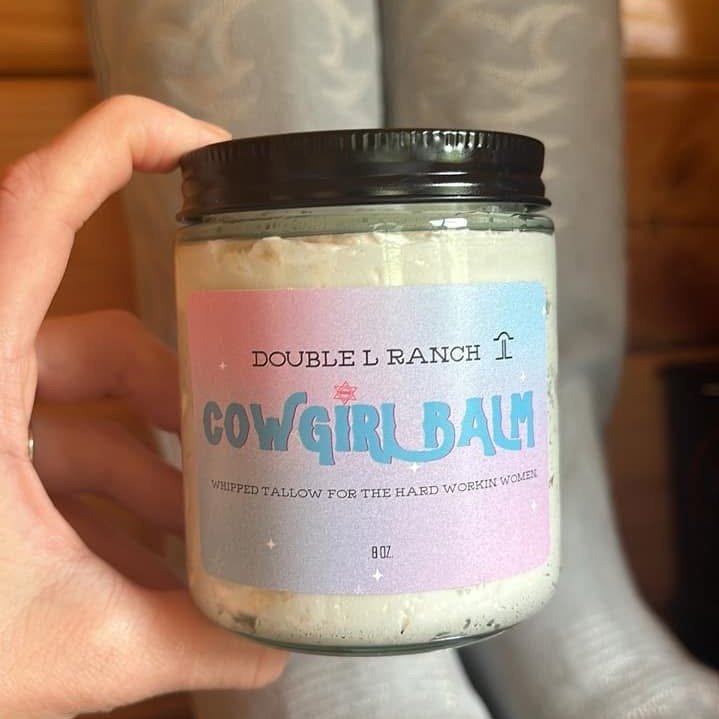 DOUBLE L RANCH
COWGIRL BALM
WHIPPED TALLOW FOR THE HARD WORKIN WOMEN.
8 OZ.